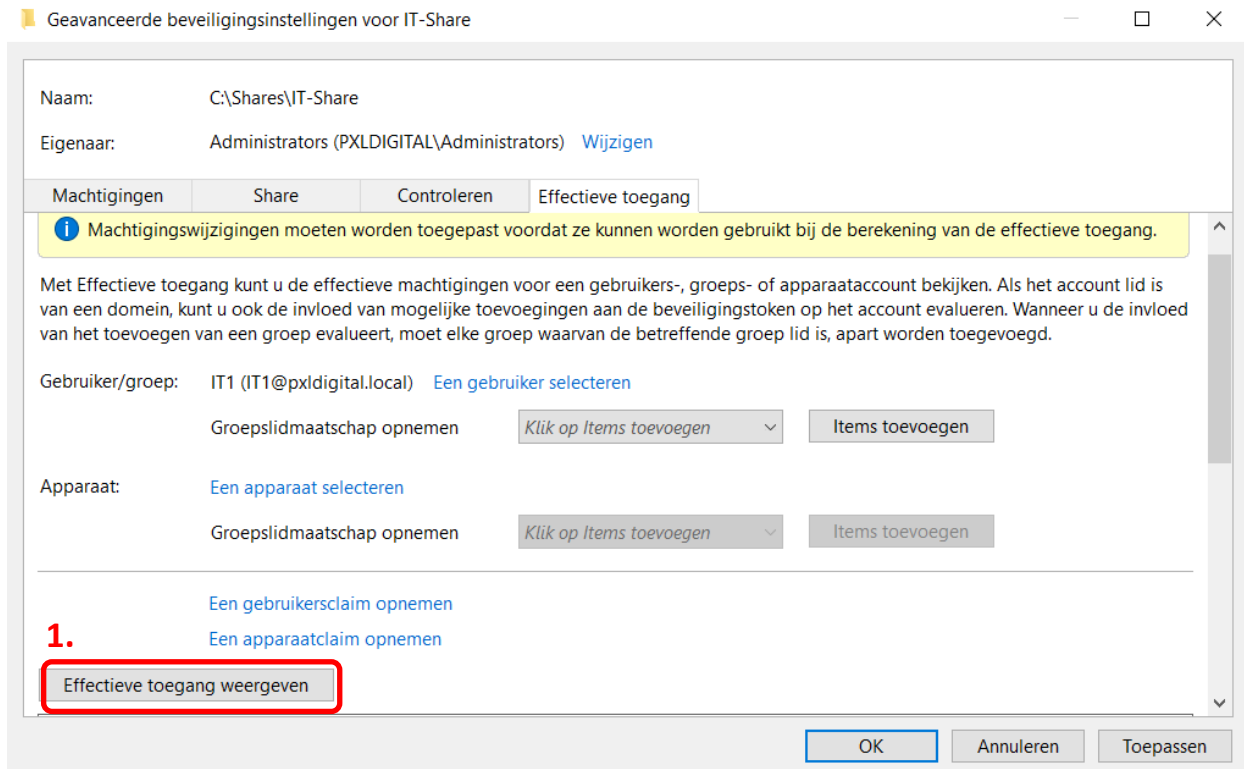 Geavanceerde beveiligingsinstellingen voor IT-Share
Naam: C:\Shares\IT-Share
Eigenaar: Administrators (PXLDIGITAL\Administrators) Wijzigen
Machtigingen Share Controleren Effectieve toegang
Machtigingswijzigingen moeten worden toegepast voordat ze kunnen worden gebruikt bij de berekening van de effectieve toegang.
Met Effectieve toegang kunt u de effectieve machtigingen voor een gebruikers-, groeps- of apparaataccount bekijken. Als het account lid is
van een domein, kunt u ook de invloed van mogelijke toevoegingen aan de beveiligingstoken op het account evalueren. Wanneer u de invloed
van het toevoegen van een groep evalueert, moet elke groep waarvan de betreffende groep lid is, apart worden toegevoegd.
Gebruiker/groep: IT1 (IT1@pxldigital.local) Een gebruiker selecteren
Groepslidmaatschap opnemen Klik op Items toevoegen Items toevoegen
Apparaat: Een apparaat selecteren
Groepslidmaatschap opnemen Klik op Items toevoegen Items toevoegen
Een gebruikersclaim opnemen
1. Een apparaatclaim opnemen
Effectieve toegang weergeven
OK Annuleren Toepassen